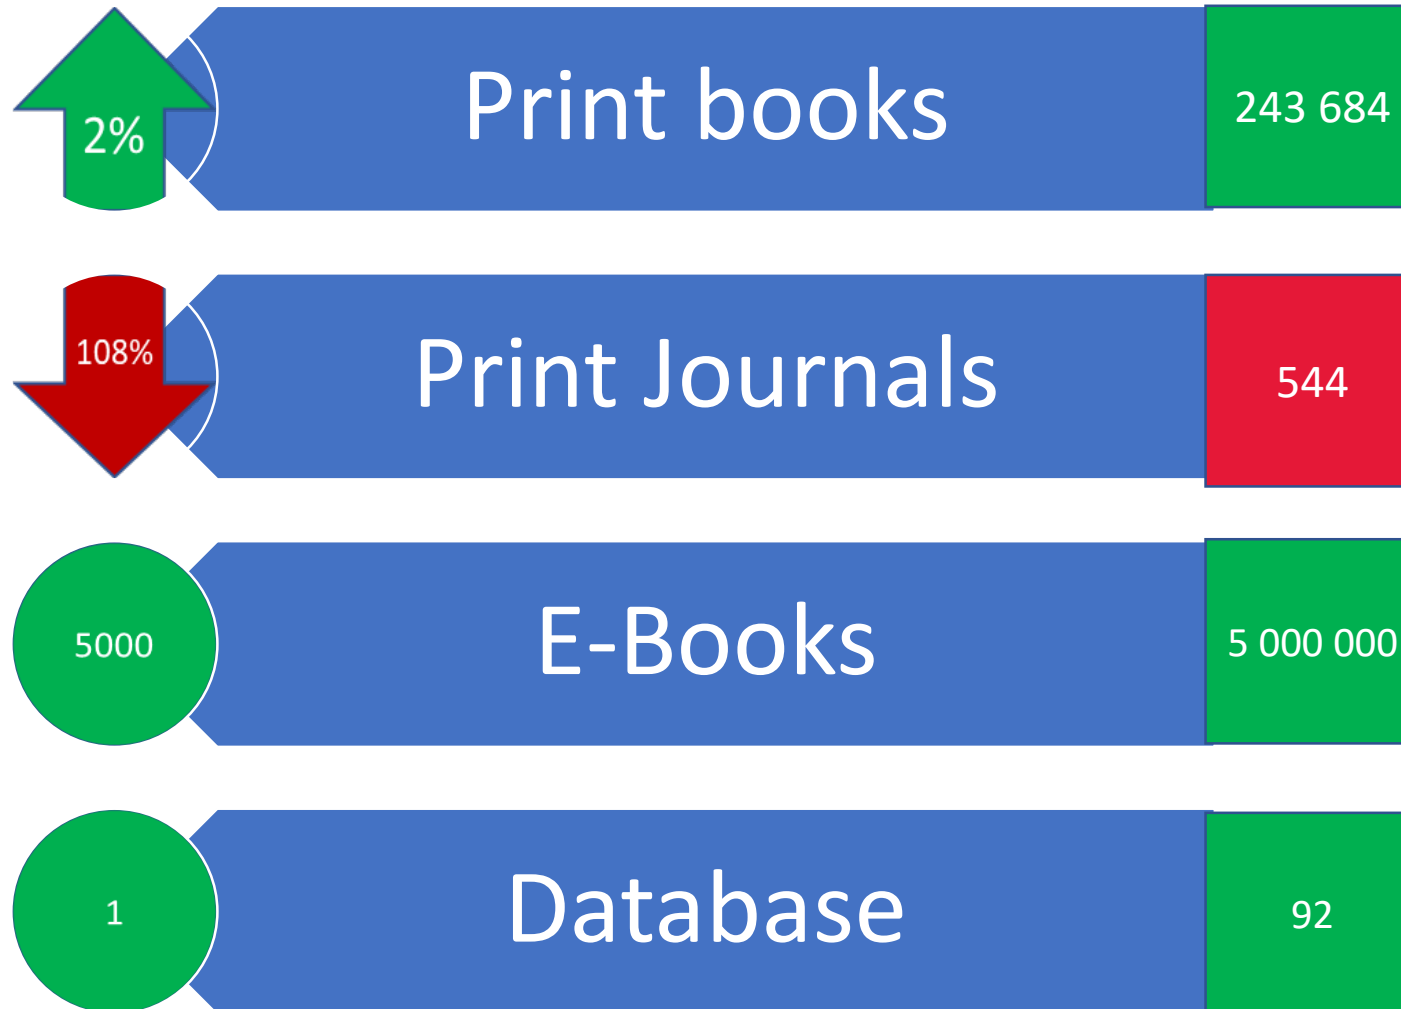 2%
Print books
243 684
108%
Print Journals
544
5000
E-Books
5 000 000
1
Database
92